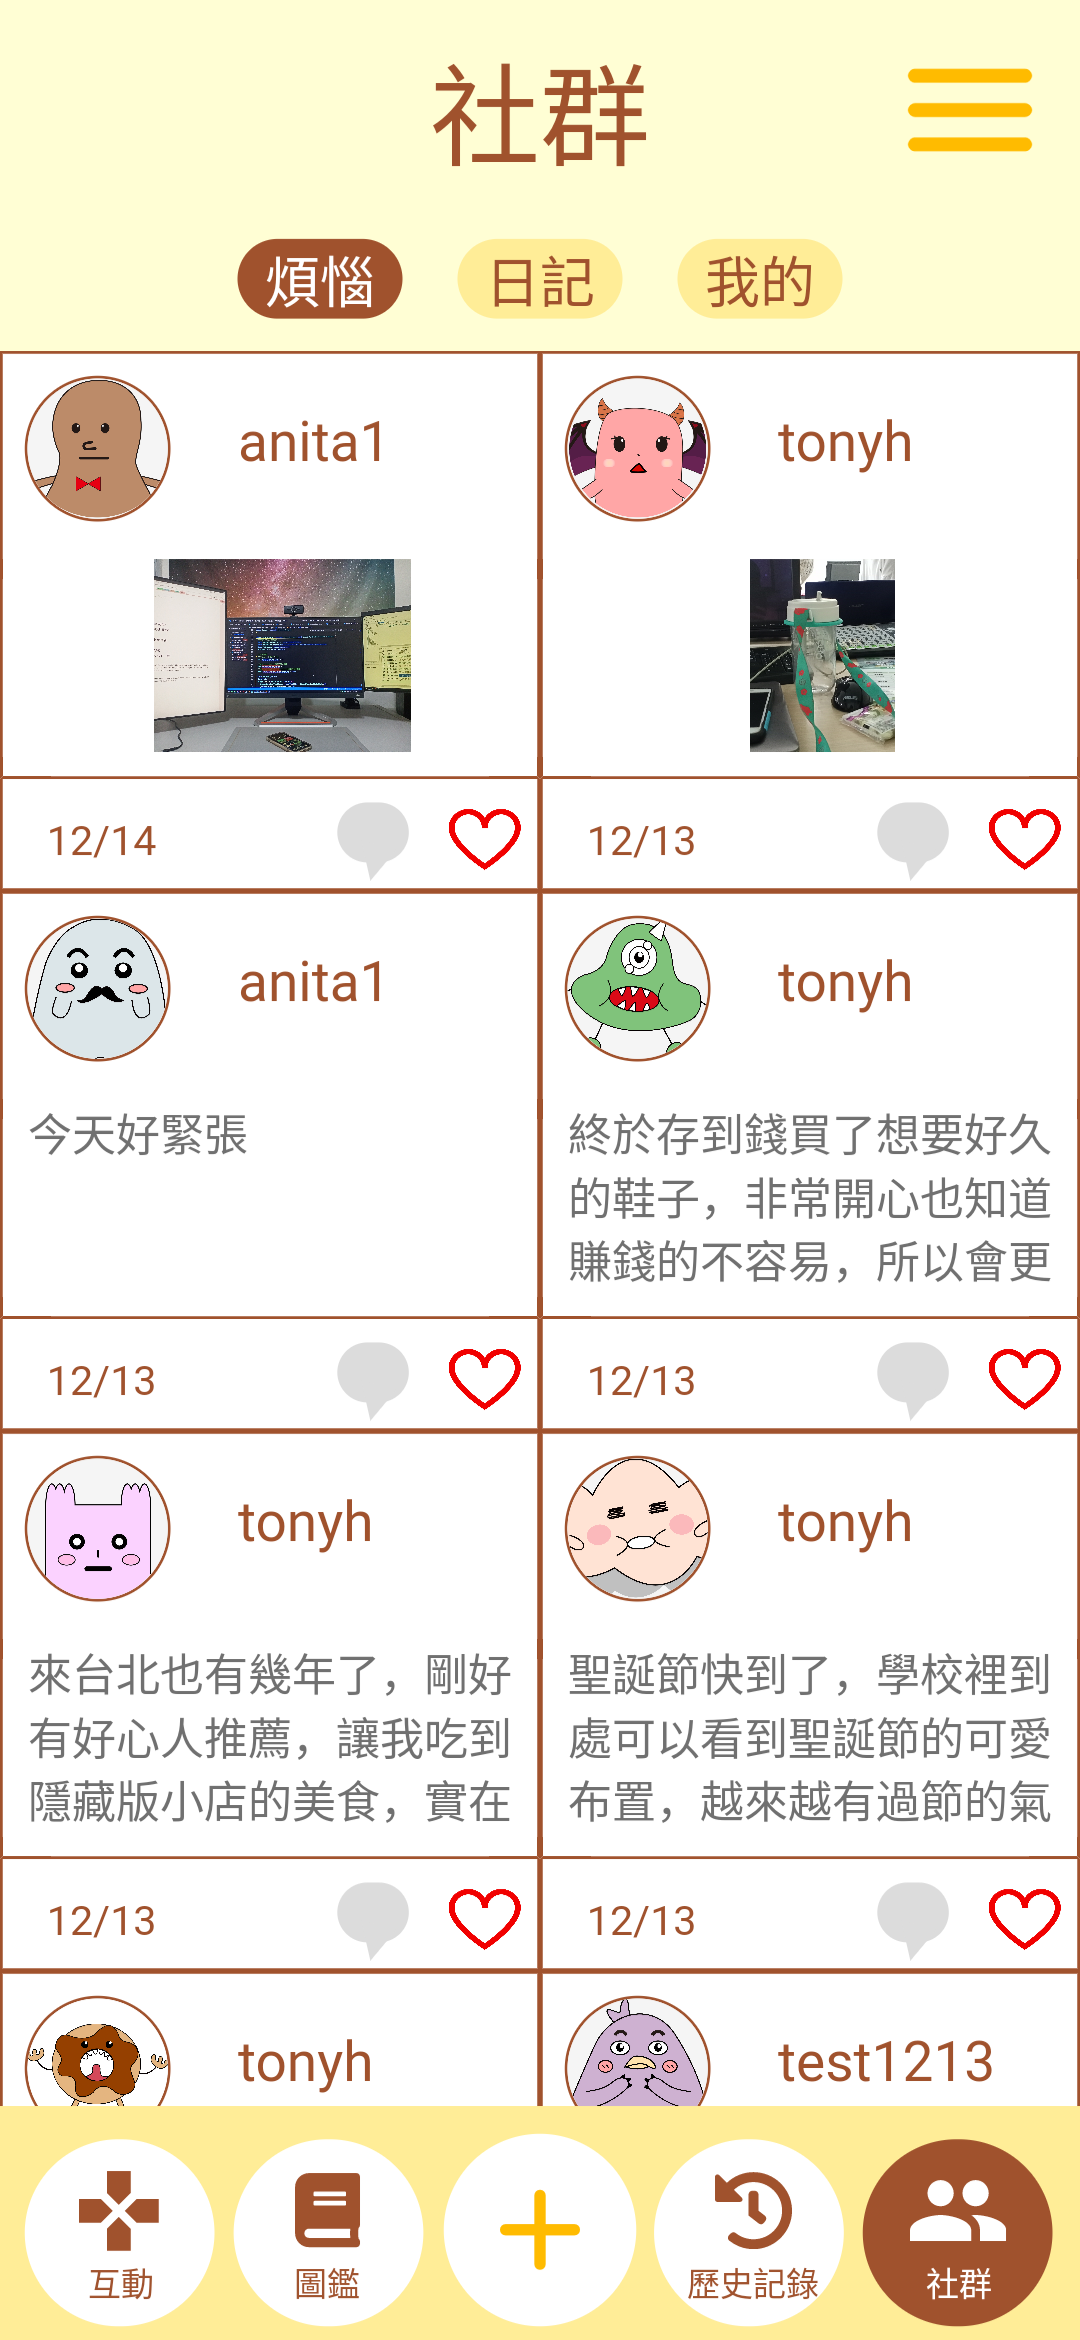 社群
煩惱
日記
我的
anita1
tonyh
12/14
12/13
anita1
tonyh
今天好緊張
終於存到錢買了想要好久
的鞋子，非常開心也知道
賺錢的不容易，所以會更
12/13
12/13
tonyh
tonyh
來台北也有幾年了，剛好
有好心人推薦，讓我吃到
隱藏版小店的美食，實在
聖誕節快到了，學校裡到
處可以看到聖誕節的可愛
布置，越來越有過節的氣
12/13
12/13
tonyh
test1213
互動
圖鑑
歷史記錄
社群